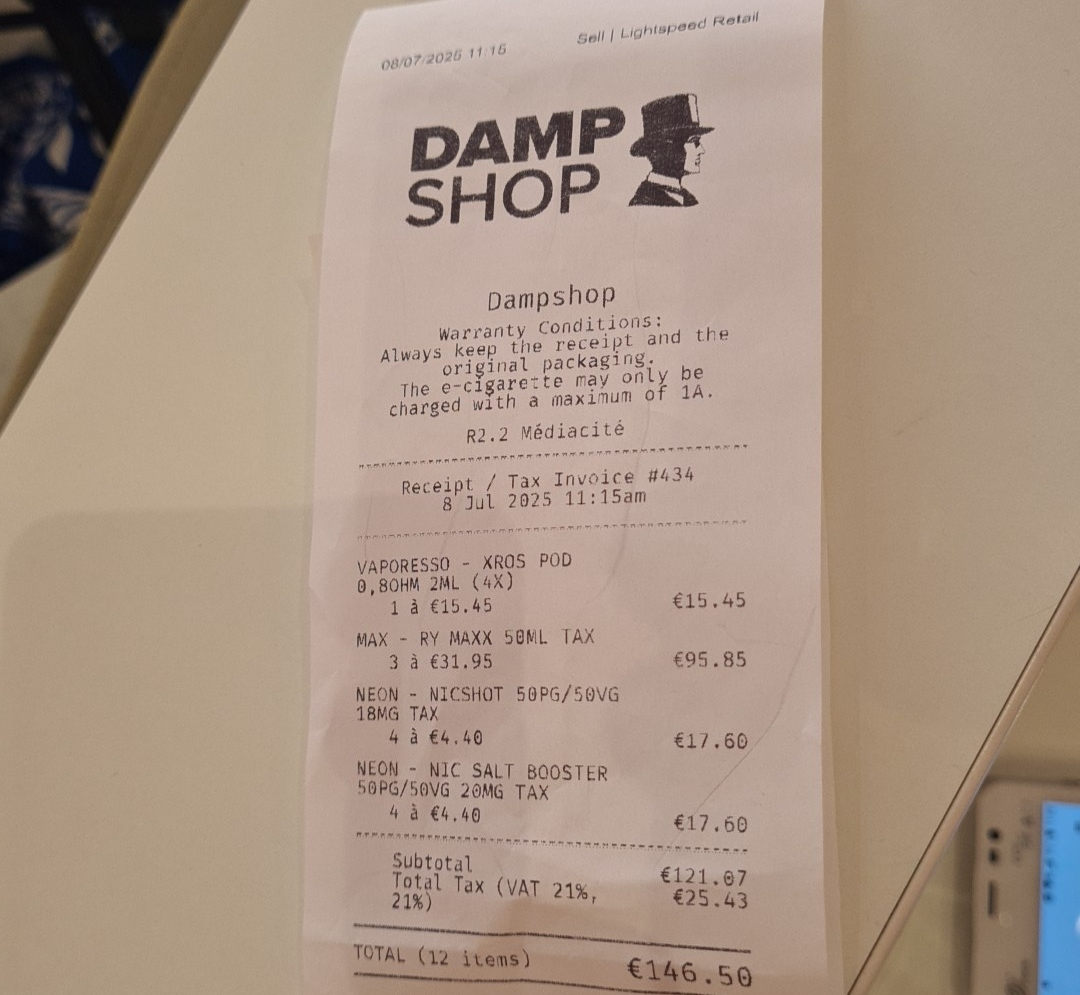 08/07/2025 11:15
Sell | Lightspeed Retail
DAMP
SHOP
Dampshop
Warranty Conditions:
Always keep the receipt and the
original packaging.
The e-cigarette may only be
charged with a maximum of 1A.
R2.2 Médiacité
Receipt / Tax Invoice #434
8 Jul 2025 11:15am
VAPORESSO - XROS POD
0,8OHM 2ML (4X)
1 à €15.45 €15.45
MAX - RY MAXX 50ML TAX
3 à €31.95 €95.85
NEON - NICSHOT 50PG/50VG
18MG TAX
4 à €4.40 €17.60
NEON - NIC SALT BOOSTER
50PG/50VG 20MG TAX
4 à €4.40 €17.60
Subtotal €121.07
Total Tax (VAT 21%, €25.43
21%)
TOTAL (12 items) €146.50